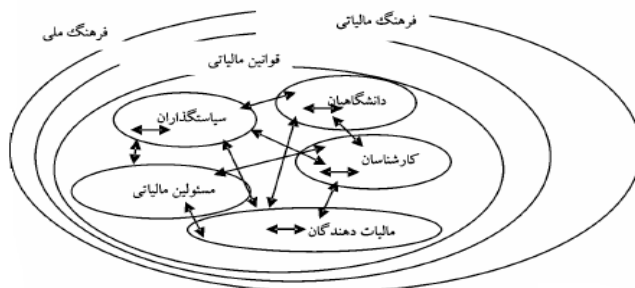 فرهنگ مالیاتی
فرهنگ ملی
قوانین مالیاتی
دانشگاهیان
سیاستگذاران
کارشناسان
مسئولین مالیاتی
مالیات دهندگان